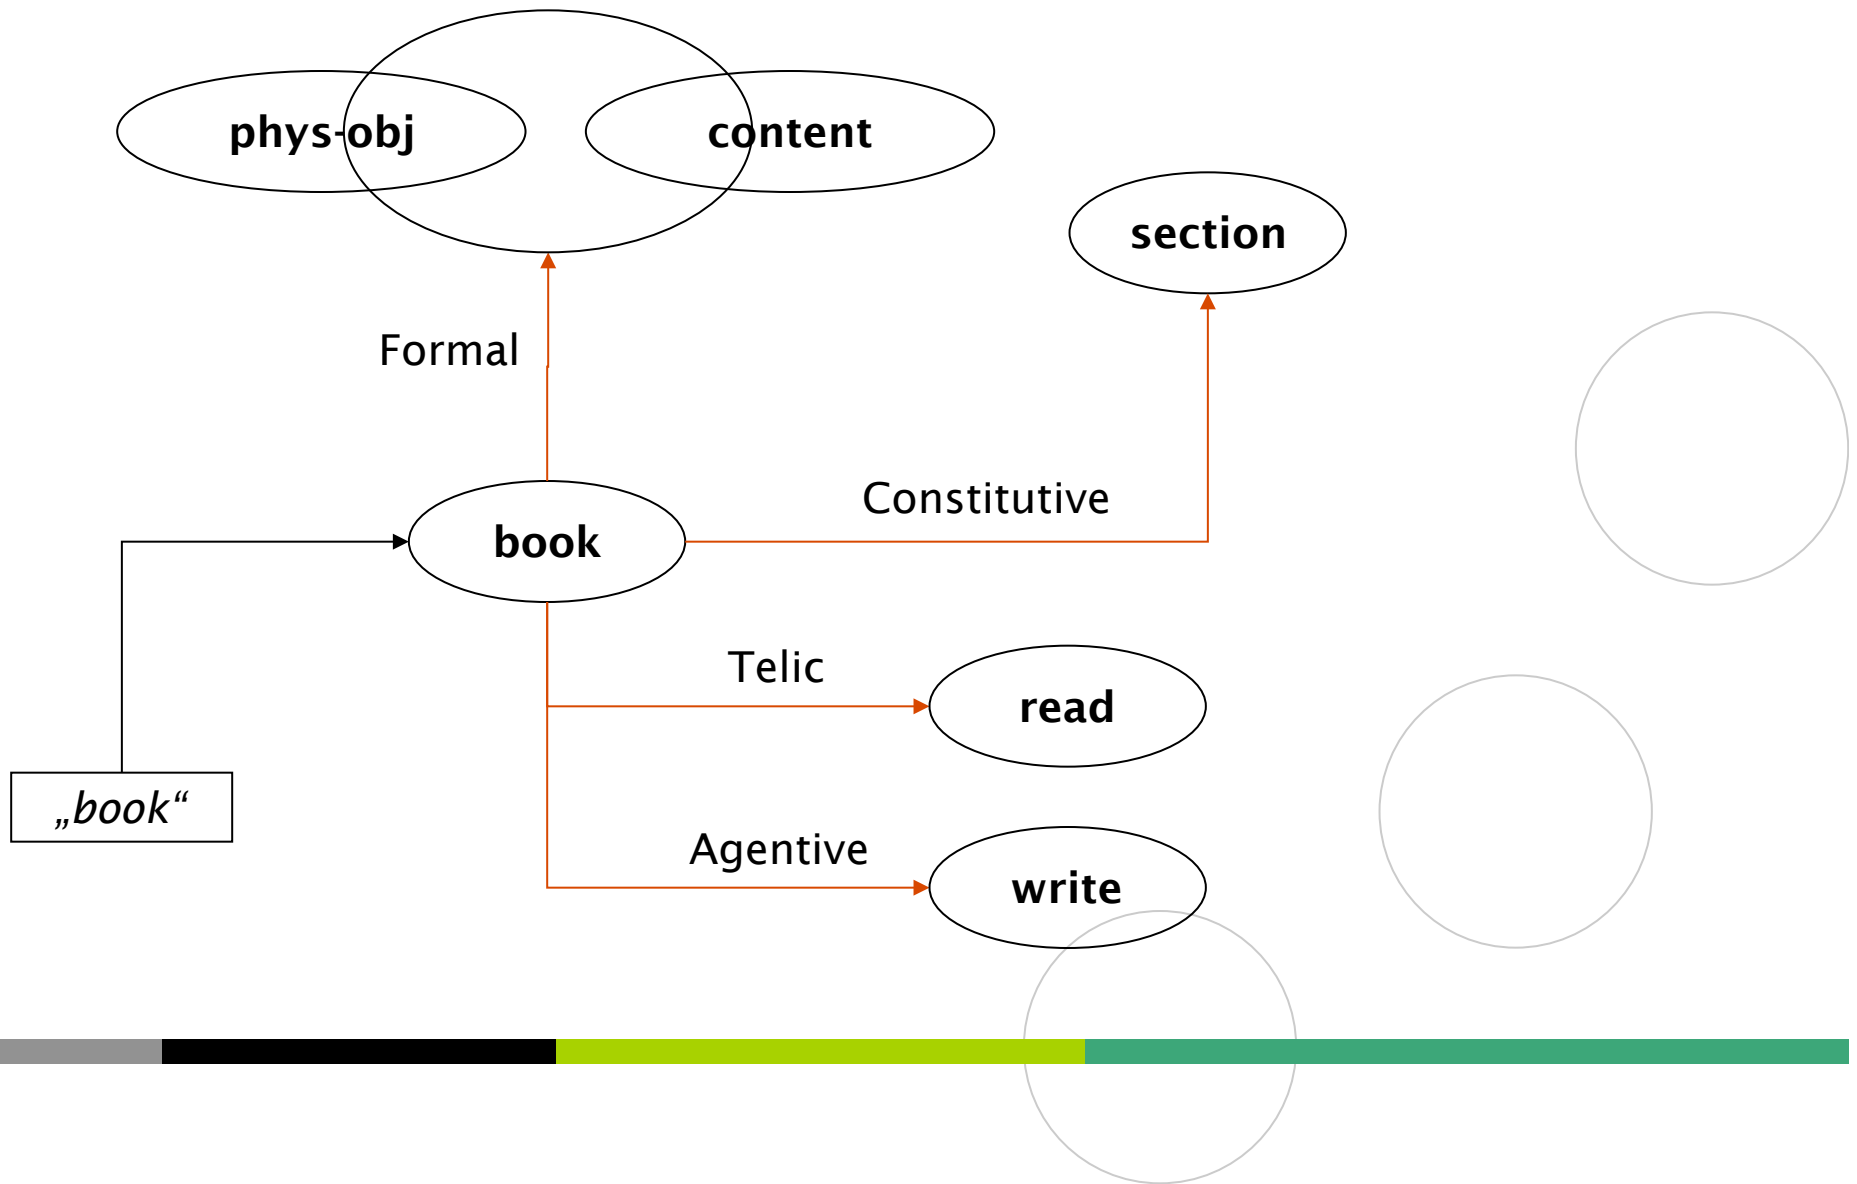 phys-obj
content
section
Formal
Constitutive
book
Telic
read
„book“
Agentive
write